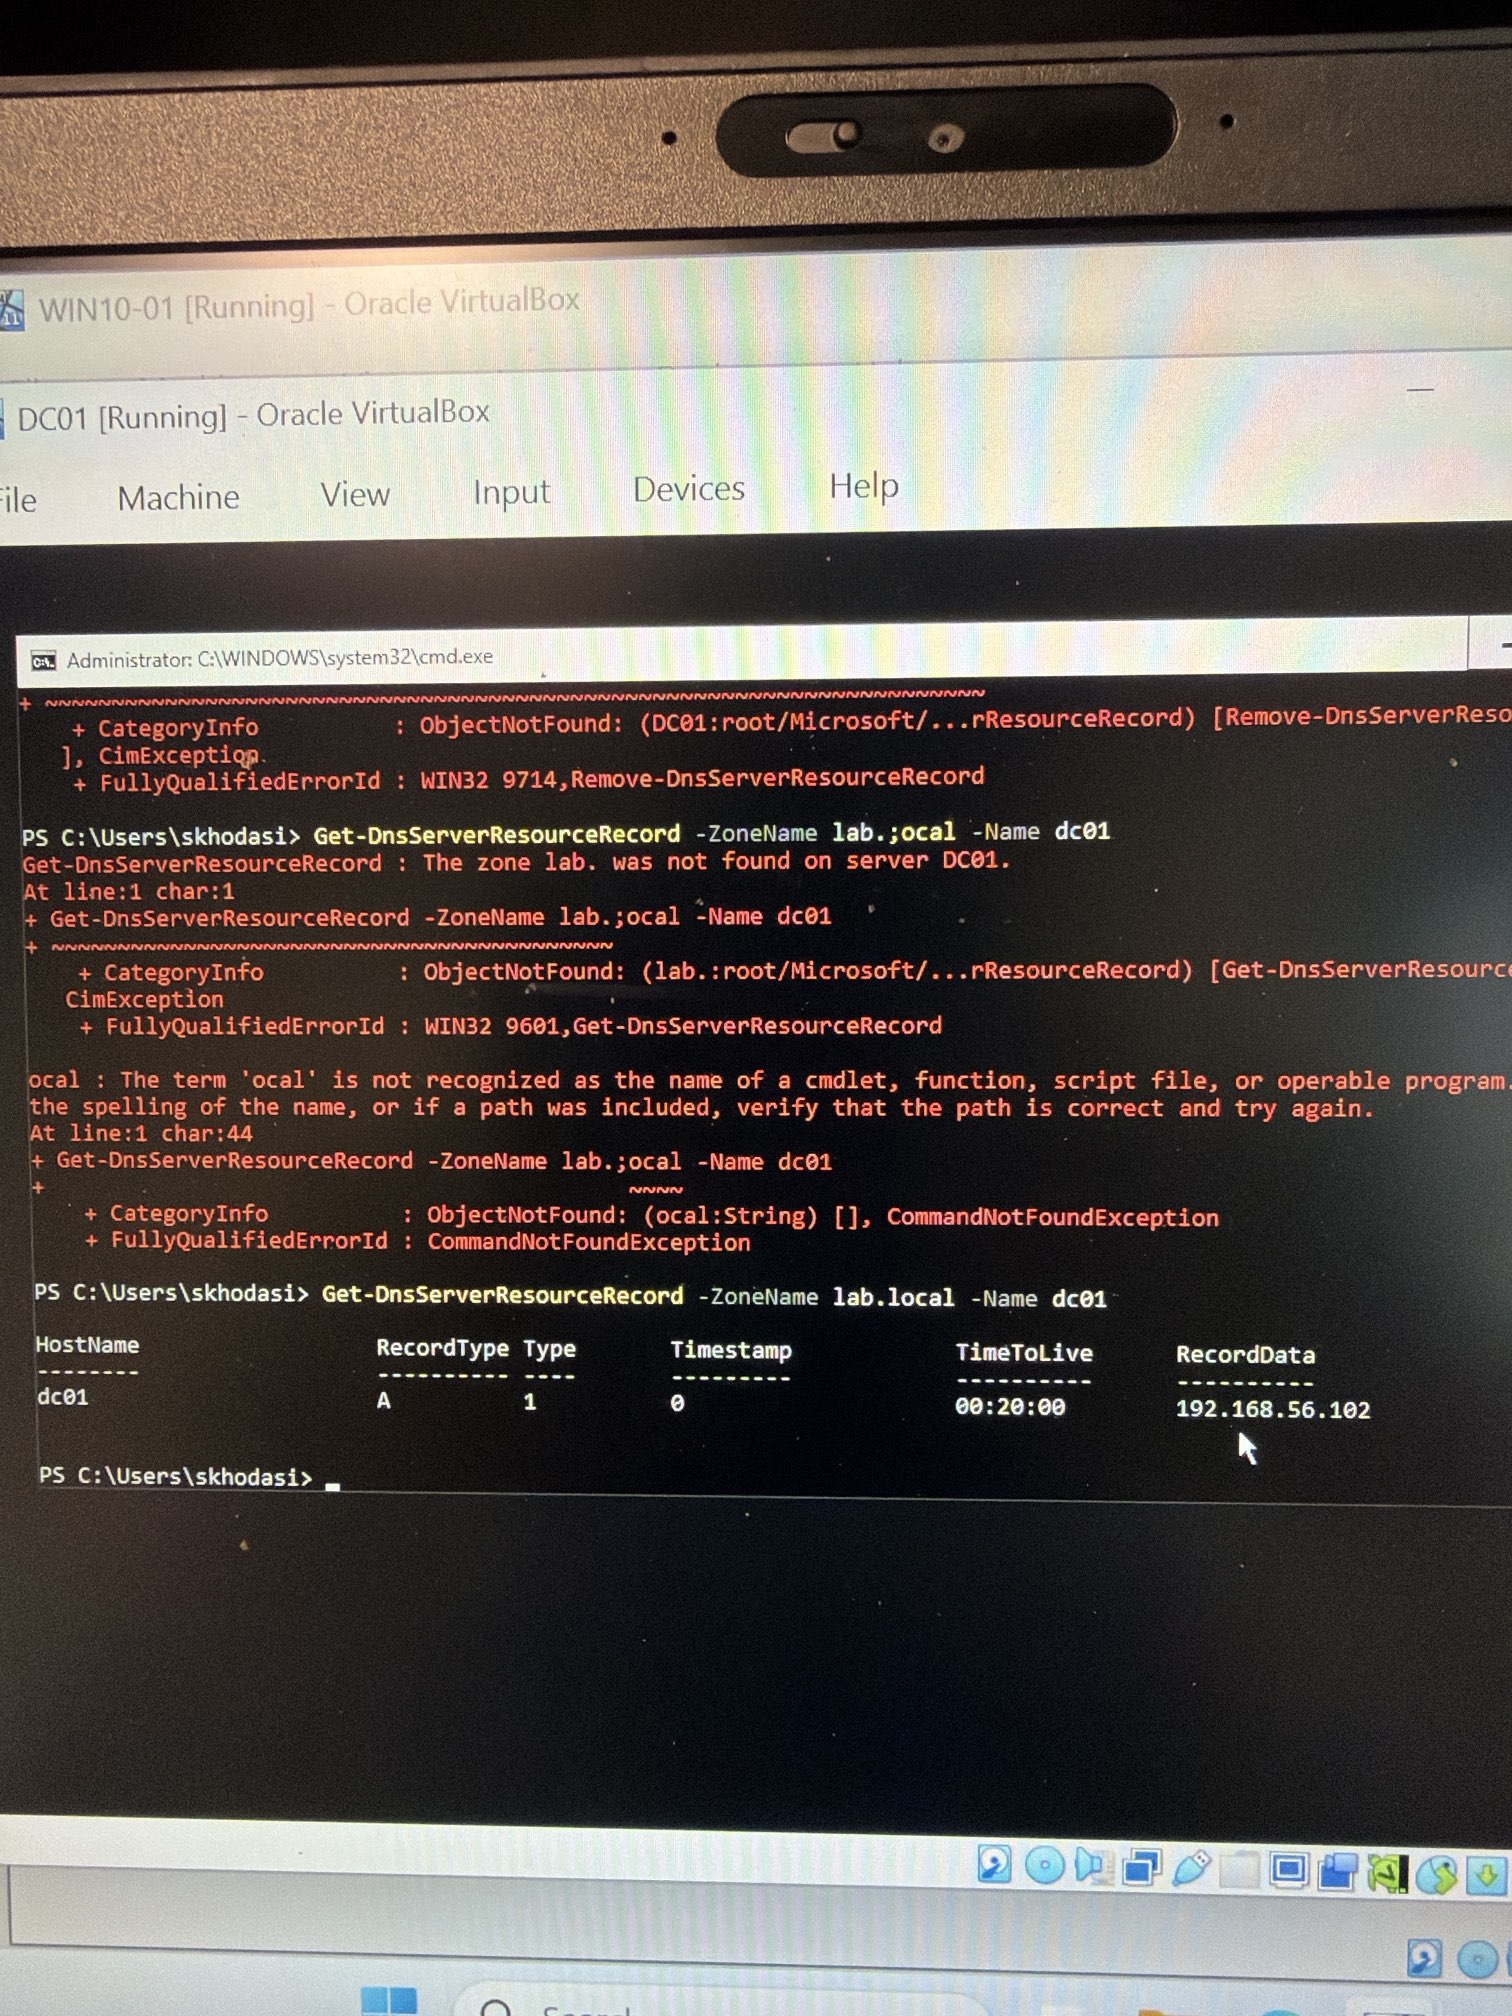 WIN10-01 [Running] - Oracle VirtualBox
DC01 [Running] - Oracle VirtualBox
File Machine View Input Devices Help
Administrator: C:\WINDOWS\system32\cmd.exe
+ ~~~~~~~~~~~~~~~~~~~~~~~~~~~~~~~~~~~~~~~~~~~~~~~~~~~~~~~~~~~~~~~~~~~~~~
+ CategoryInfo : ObjectNotFound: (DC01:root/Microsoft/...rResourceRecord) [Remove-DnsServerReso
], CimException
+ FullyQualifiedErrorId : WIN32 9714,Remove-DnsServerResourceRecord
PS C:\Users\skhodasi> Get-DnsServerResourceRecord -ZoneName lab.;ocal -Name dc01
Get-DnsServerResourceRecord : The zone lab. was not found on server DC01.
At line:1 char:1
+ Get-DnsServerResourceRecord -ZoneName lab.;ocal -Name dc01
+ ~~~~~~~~~~~~~~~~~~~~~~~~~~~~~~~~~~~~~~~~~~
+ CategoryInfo : ObjectNotFound: (lab.:root/Microsoft/...rResourceRecord) [Get-DnsServerResourc
CimException
+ FullyQualifiedErrorId : WIN32 9601,Get-DnsServerResourceRecord
ocal : The term 'ocal' is not recognized as the name of a cmdlet, function, script file, or operable program.
the spelling of the name, or if a path was included, verify that the path is correct and try again.
At line:1 char:44
+ Get-DnsServerResourceRecord -ZoneName lab.;ocal -Name dc01
+ ~~~~
+ CategoryInfo : ObjectNotFound: (ocal:String) [], CommandNotFoundException
+ FullyQualifiedErrorId : CommandNotFoundException
PS C:\Users\skhodasi> Get-DnsServerResourceRecord -ZoneName lab.local -Name dc01
HostName RecordType Type Timestamp TimeToLive RecordData
-------- ---------- ---- --------- ---------- ----------
dc01 A 1 0 00:20:00 192.168.56.102
PS C:\Users\skhodasi>